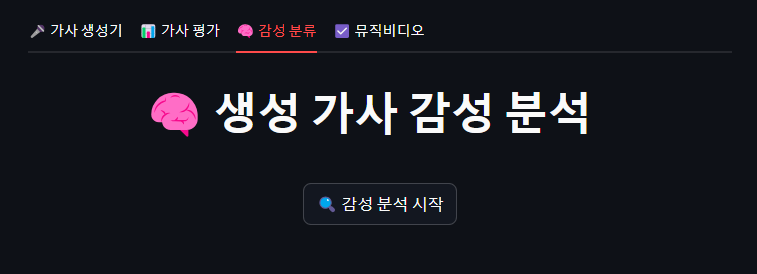 가사 생성기 가사 평가 감성 분류 뮤직비디오
생성 가사 감성 분석
감성 분석 시작